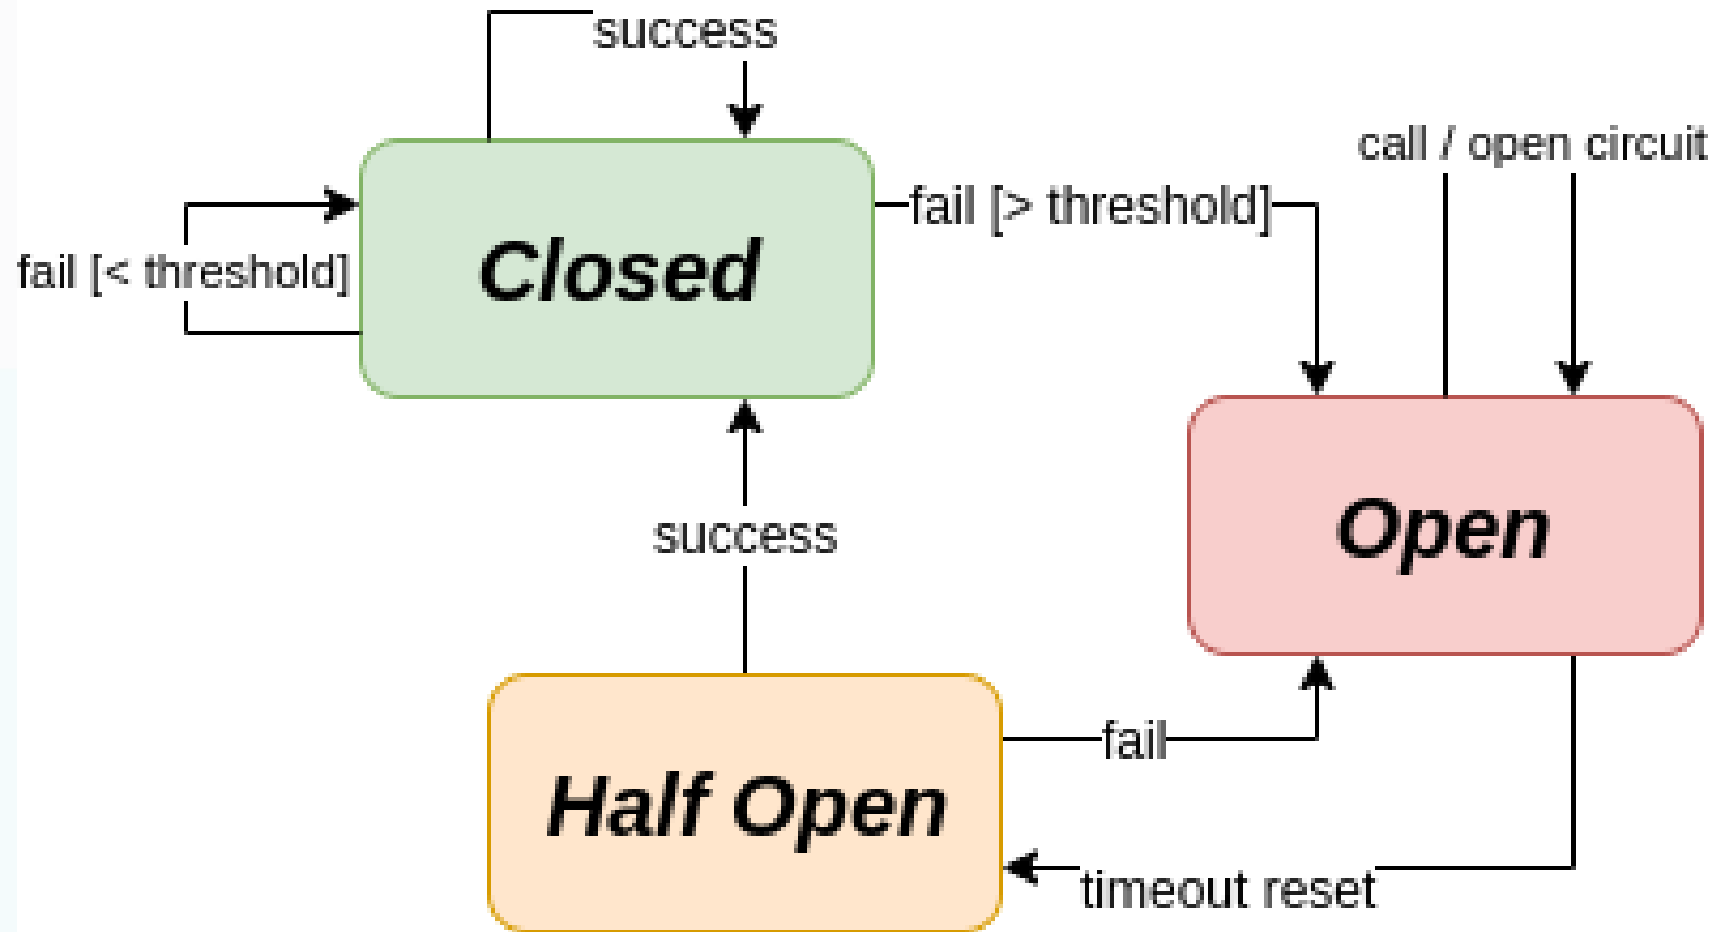 success
call / open circuit
fail [> threshold]
fail [< threshold]
Closed
success
Open
fail
Half Open
timeout reset